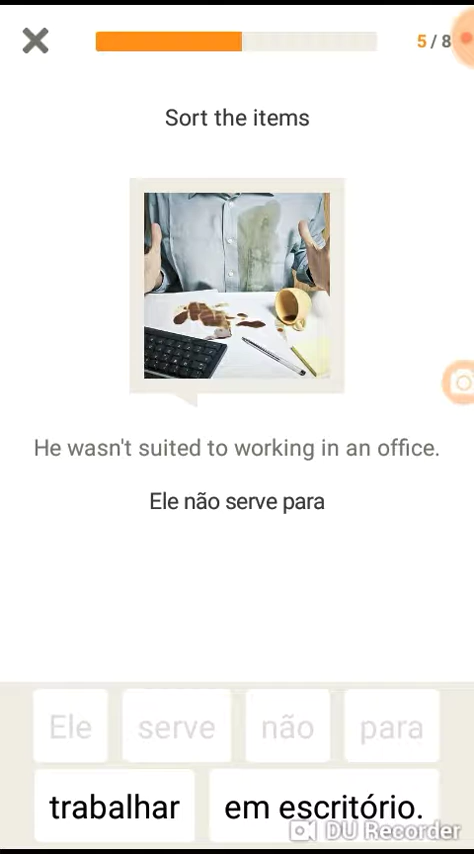 5 / 8
Sort the items
He wasn't suited to working in an office.
Ele não serve para
Ele serve não para
trabalhar em escritório.
DU Recorder